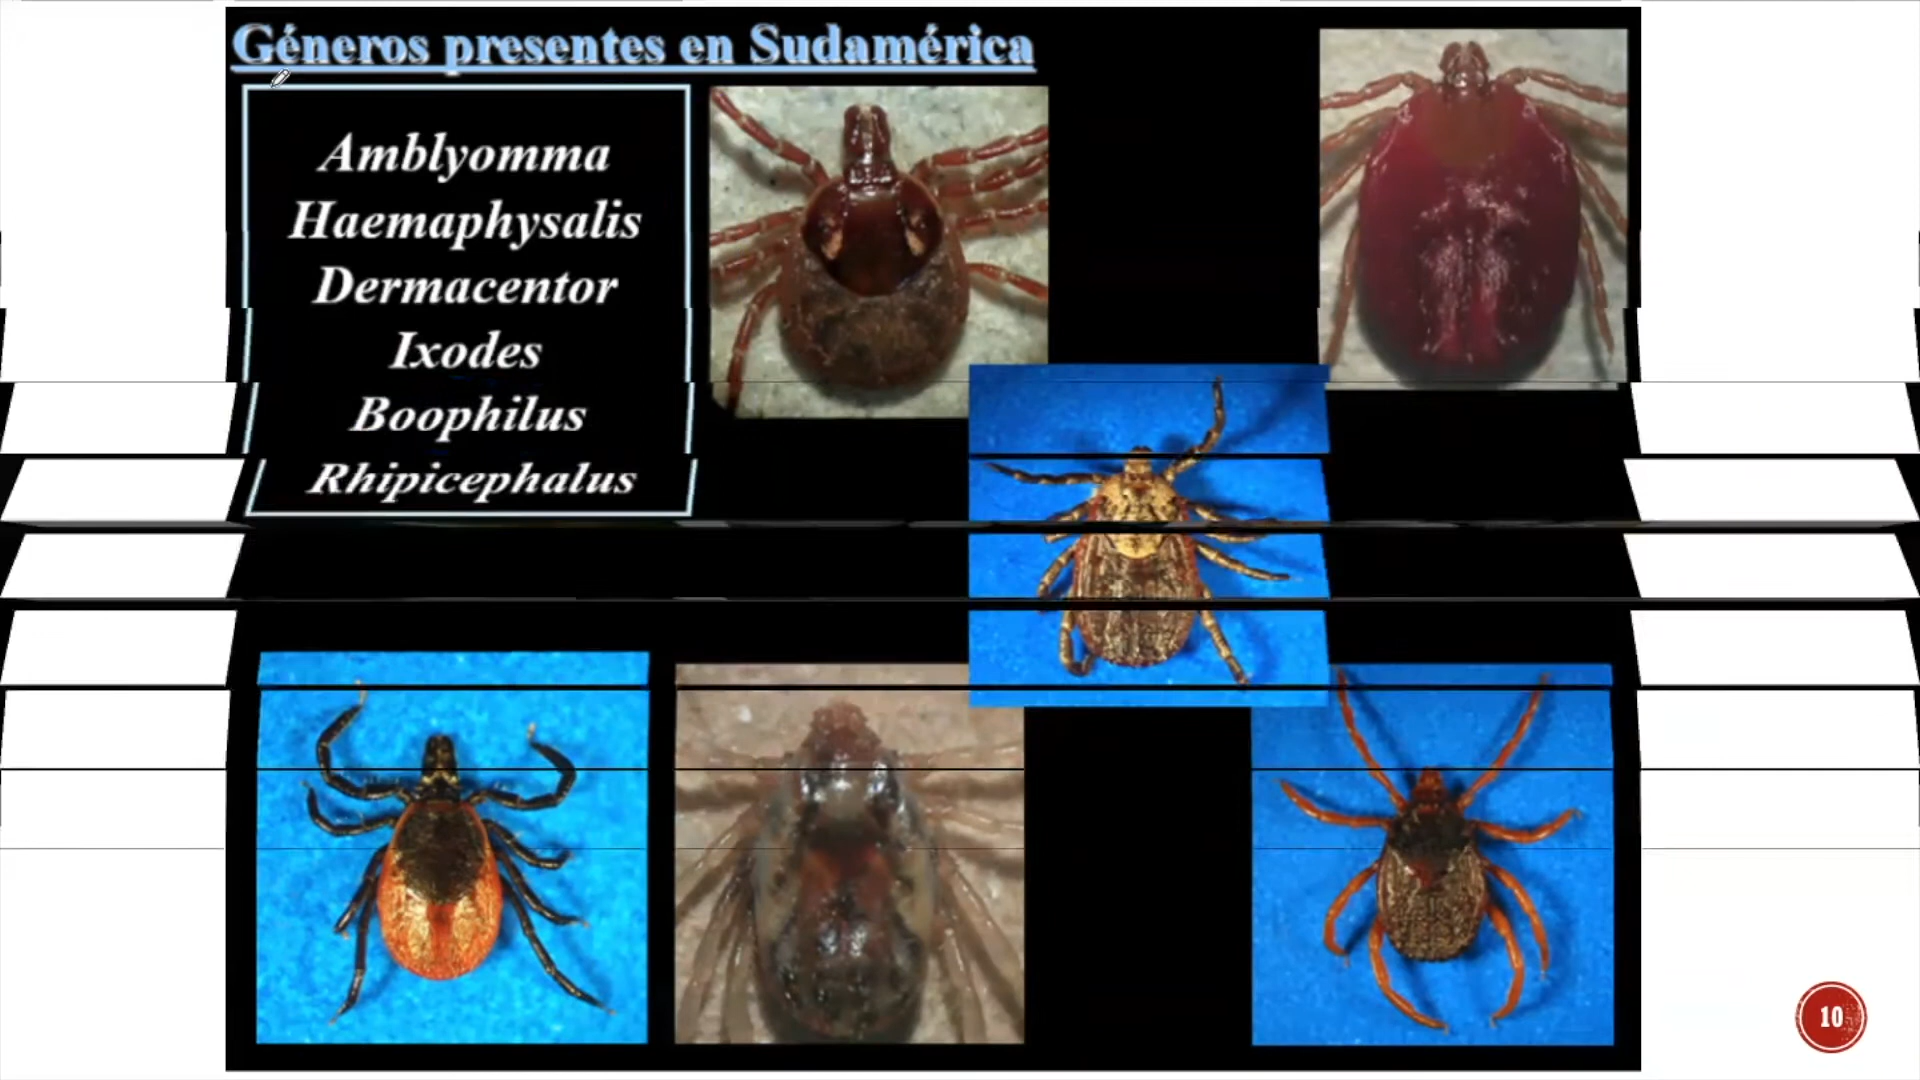 Géneros presentes en Sudamérica
Amblyomma
Haemaphysalis
Dermacentor
Ixodes
Boophilus
Rhipicephalus
10